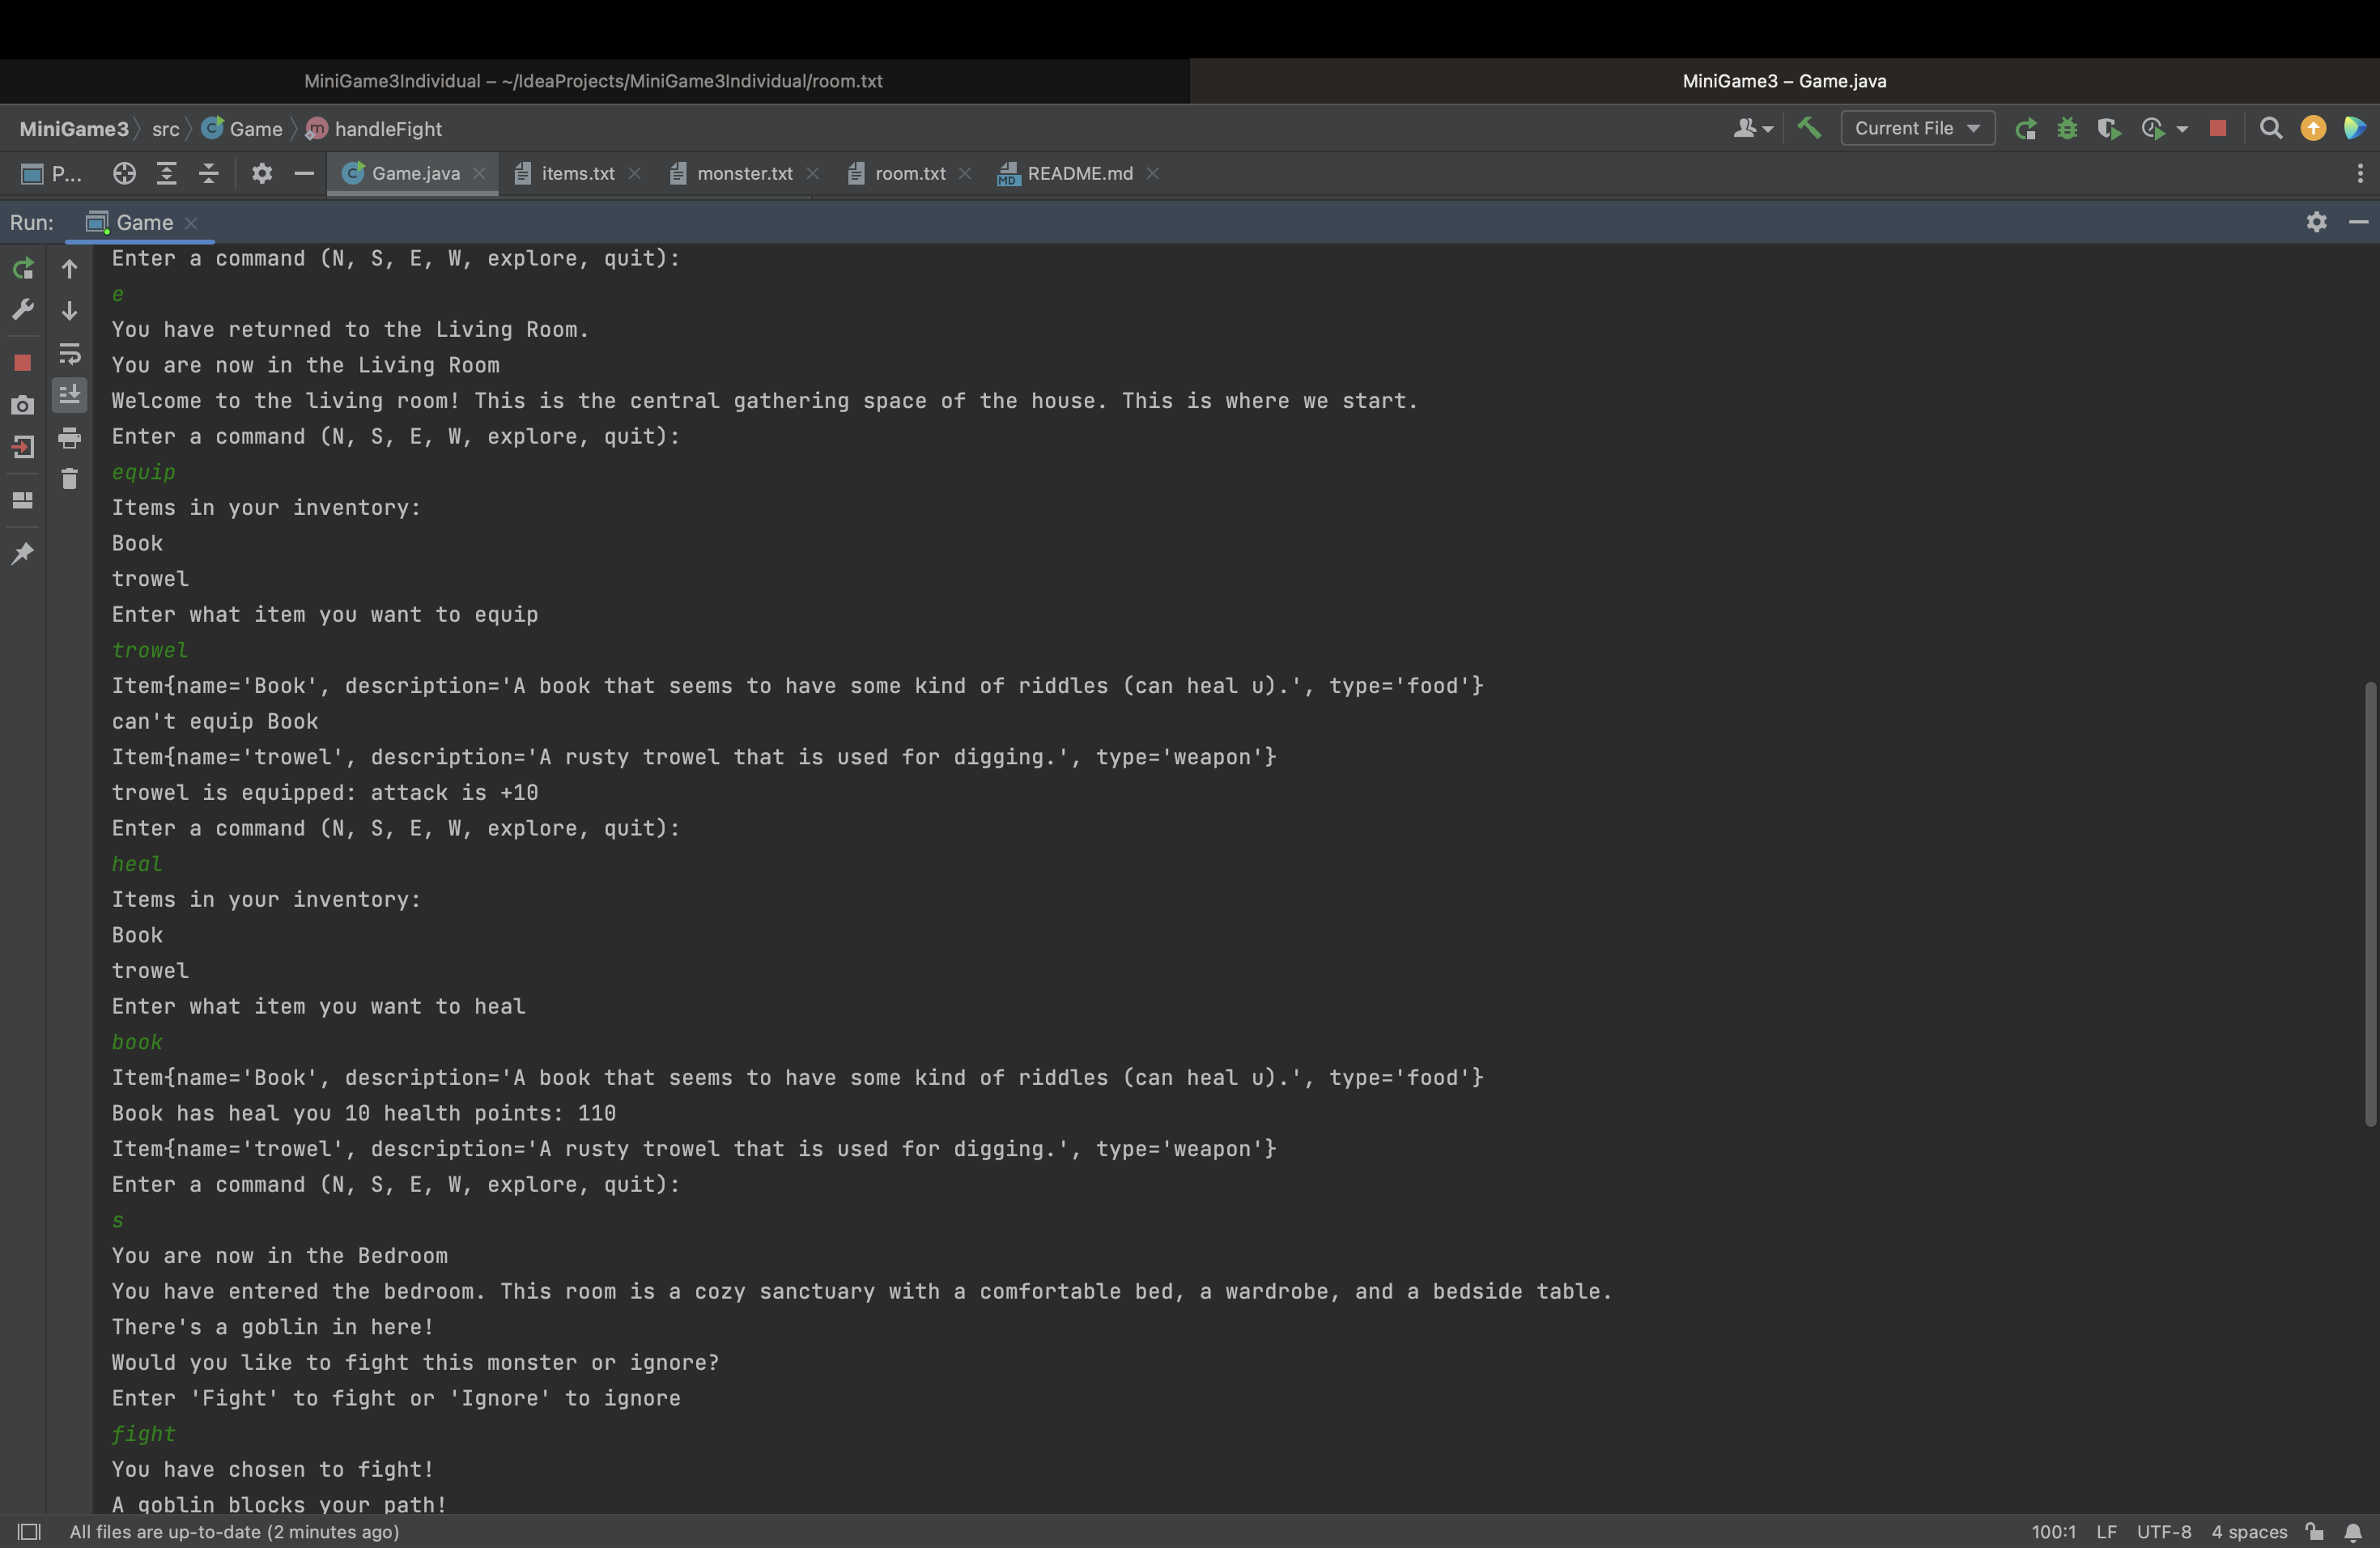 MiniGame3Individual – ~/IdeaProjects/MiniGame3Individual/room.txt
MiniGame3 – Game.java
MiniGame3 src Game handleFight
Current File
P... Game.java items.txt monster.txt room.txt README.md
Run: Game
Enter a command (N, S, E, W, explore, quit):
e
You have returned to the Living Room.
You are now in the Living Room
Welcome to the living room! This is the central gathering space of the house. This is where we start.
Enter a command (N, S, E, W, explore, quit):
equip
Items in your inventory:
Book
trowel
Enter what item you want to equip
trowel
Item{name='Book', description='A book that seems to have some kind of riddles (can heal u).', type='food'}
can't equip Book
Item{name='trowel', description='A rusty trowel that is used for digging.', type='weapon'}
trowel is equipped: attack is +10
Enter a command (N, S, E, W, explore, quit):
heal
Items in your inventory:
Book
trowel
Enter what item you want to heal
book
Item{name='Book', description='A book that seems to have some kind of riddles (can heal u).', type='food'}
Book has heal you 10 health points: 110
Item{name='trowel', description='A rusty trowel that is used for digging.', type='weapon'}
Enter a command (N, S, E, W, explore, quit):
s
You are now in the Bedroom
You have entered the bedroom. This room is a cozy sanctuary with a comfortable bed, a wardrobe, and a bedside table.
There's a goblin in here!
Would you like to fight this monster or ignore?
Enter 'Fight' to fight or 'Ignore' to ignore
fight
You have chosen to fight!
A goblin blocks your path!
All files are up-to-date (2 minutes ago)
100:1 LF UTF-8 4 spaces